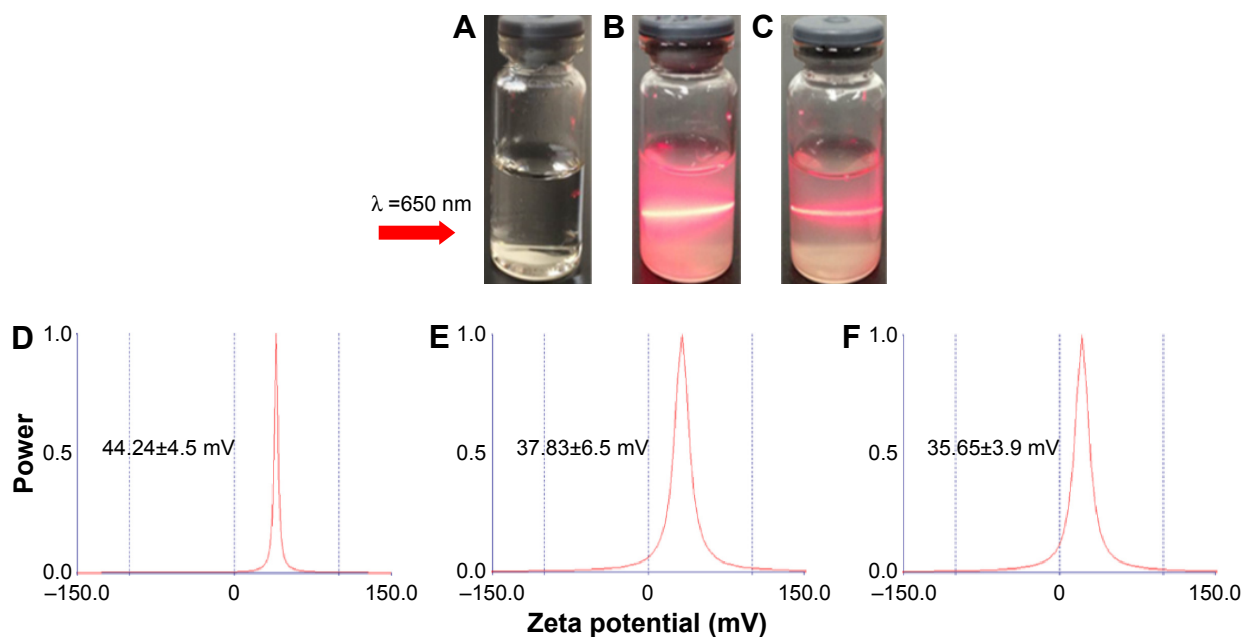 A B C
λ =650 nm
D E F
1.0 1.0 1.0
44.24±4.5 mV 37.83±6.5 mV 35.65±3.9 mV
0.5 0.5 0.5
Power
0.0 0.0 0.0
–150.0 0 150.0 –150.0 0 150.0 –150.0 0 150.0
Zeta potential (mV)